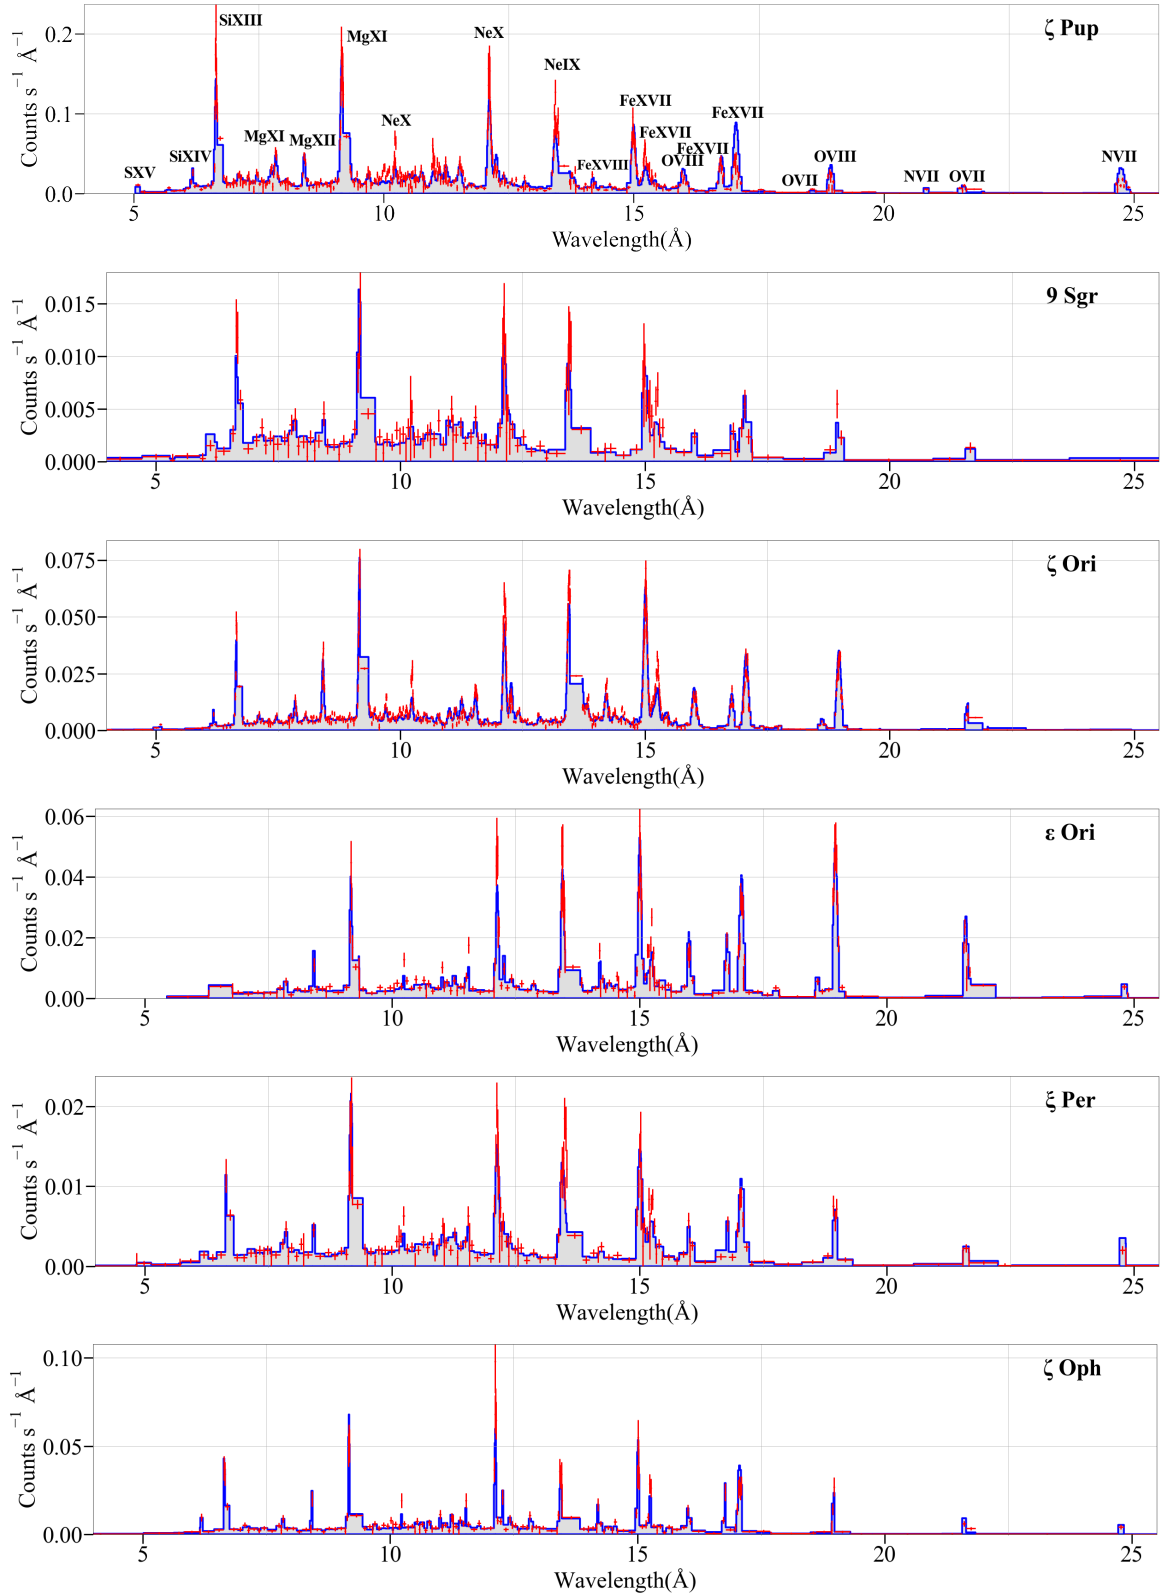 ζ Pup
SiXIII
MgXI
NeX
NeIX
FeXVII
FeXVII
FeXVII
FeXVII
NeX
MgXI
MgXII
SiXIV
SXV
FeXVIII
OVIII
OVII
OVIII
NVII
OVII
NVII
Counts s⁻¹ Å⁻¹
0.2
0.1
0.0
5 10 15 20 25
Wavelength(Å)
9 Sgr
Counts s⁻¹ Å⁻¹
0.015
0.010
0.005
0.000
5 10 15 20 25
Wavelength(Å)
ζ Ori
Counts s⁻¹ Å⁻¹
0.075
0.050
0.025
0.000
5 10 15 20 25
Wavelength(Å)
ε Ori
Counts s⁻¹ Å⁻¹
0.06
0.04
0.02
0.00
5 10 15 20 25
Wavelength(Å)
ξ Per
Counts s⁻¹ Å⁻¹
0.02
0.01
0.00
5 10 15 20 25
Wavelength(Å)
ζ Oph
Counts s⁻¹ Å⁻¹
0.10
0.05
0.00
5 10 15 20 25
Wavelength(Å)